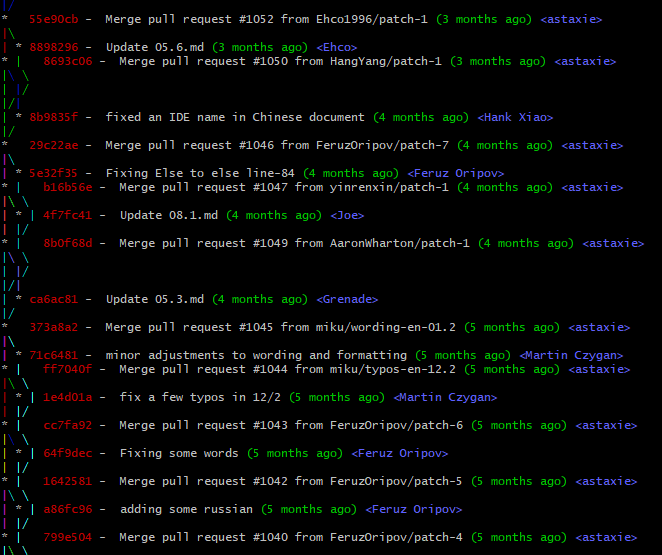 * 55e90cb - Merge pull request #1052 from Ehco1996/patch-1 (3 months ago) <astaxie>
* 8898296 - Update 05.6.md (3 months ago) <Ehco>
* 8693c06 - Merge pull request #1050 from HangYang/patch-1 (3 months ago) <astaxie>
* 8b9835f - fixed an IDE name in Chinese document (4 months ago) <Hank Xiao>
* 29c22ae - Merge pull request #1046 from FeruzOripov/patch-7 (4 months ago) <astaxie>
* 5e32f35 - Fixing Else to else line-84 (4 months ago) <Feruz Oripov>
* b16b56e - Merge pull request #1047 from yinrenxin/patch-1 (4 months ago) <astaxie>
* 4f7fc41 - Update 08.1.md (4 months ago) <Joe>
* 8b0f68d - Merge pull request #1049 from AaronWharton/patch-1 (4 months ago) <astaxie>
* ca6ac81 - Update 05.3.md (4 months ago) <Grenade>
* 373a8a2 - Merge pull request #1045 from miku/wording-en-01.2 (5 months ago) <astaxie>
* 71c6481 - minor adjustments to wording and formatting (5 months ago) <Martin Czygan>
* ff7040f - Merge pull request #1044 from miku/typos-en-12.2 (5 months ago) <astaxie>
* 1e4d01a - fix a few typos in 12/2 (5 months ago) <Martin Czygan>
* cc7fa92 - Merge pull request #1043 from FeruzOripov/patch-6 (5 months ago) <astaxie>
* 64f9dec - Fixing some words (5 months ago) <Feruz Oripov>
* 1642581 - Merge pull request #1042 from FeruzOripov/patch-5 (5 months ago) <astaxie>
* a86fc96 - adding some russian (5 months ago) <Feruz Oripov>
* 799e504 - Merge pull request #1040 from FeruzOripov/patch-4 (5 months ago) <astaxie>